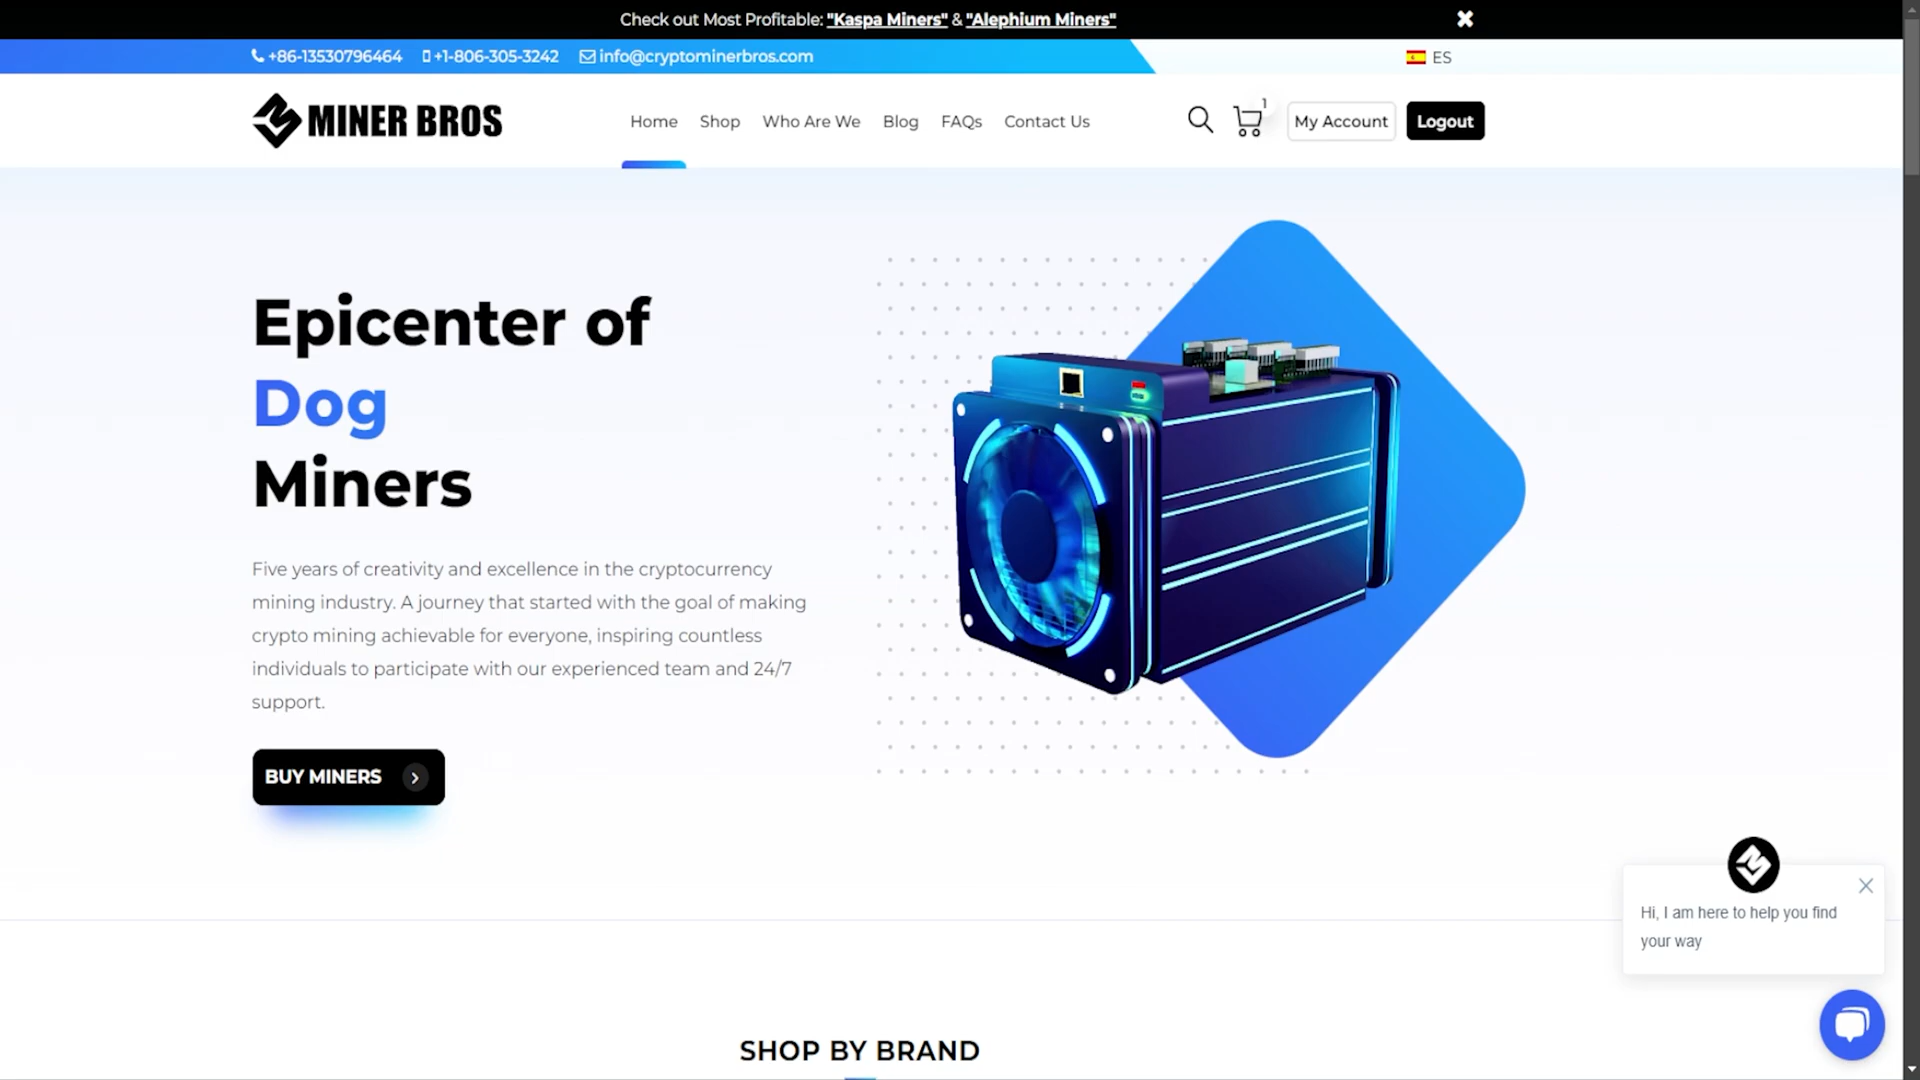 Check out Most Profitable: "Kaspa Miners" & "Alephium Miners"
+86-13530796464 +1-806-305-3242 info@cryptominerbros.com ES
MINER BROS
Home Shop Who Are We Blog FAQs Contact Us 1 My Account Logout
Epicenter of
Dog
Miners
Five years of creativity and excellence in the cryptocurrency
mining industry. A journey that started with the goal of making
crypto mining achievable for everyone, inspiring countless
individuals to participate with our experienced team and 24/7
support.
BUY MINERS
Hi, I am here to help you find
your way
SHOP BY BRAND